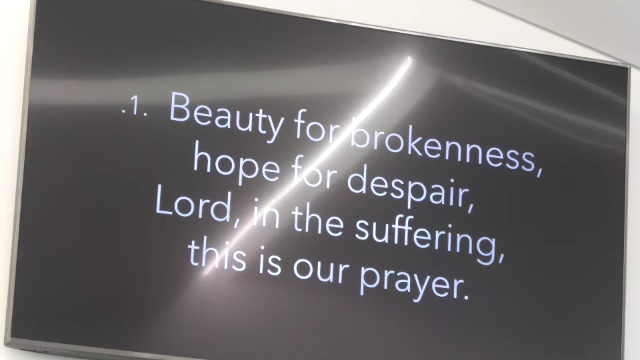 .1. Beauty for brokenness,
hope for despair,
Lord, in the suffering,
this is our prayer.